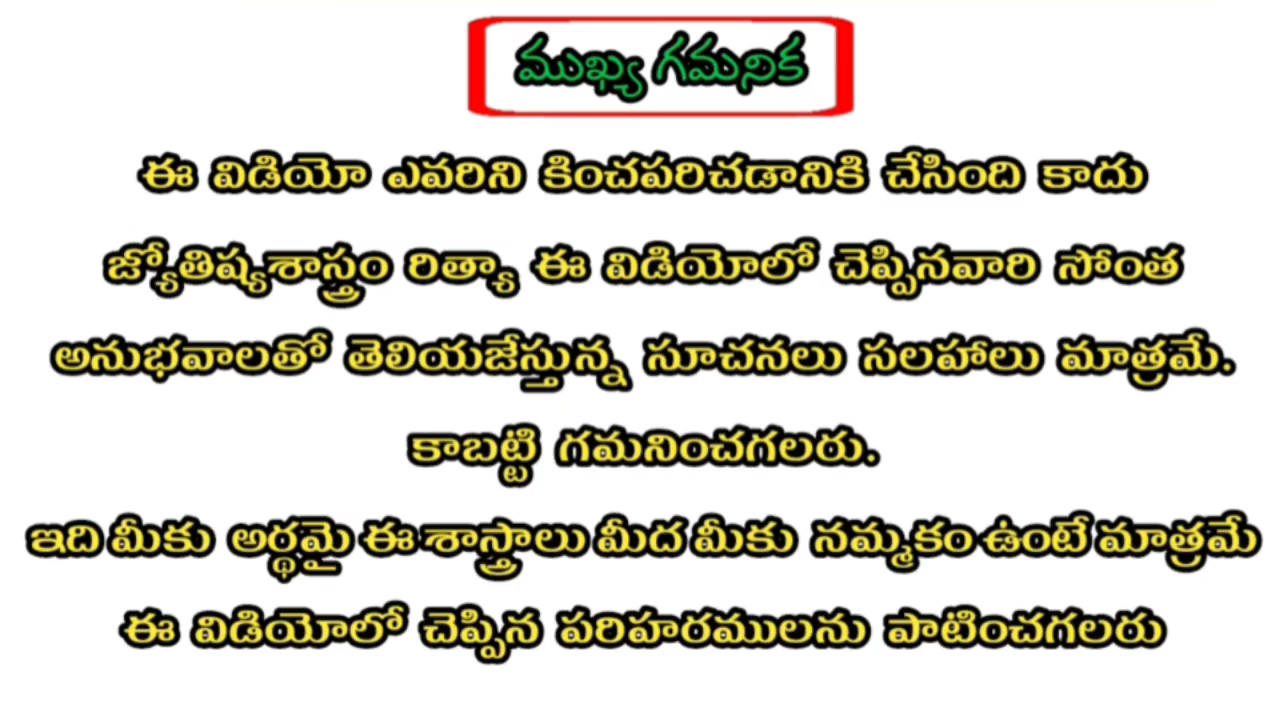 ముఖ్య గమనిక
ఈ విడియో ఎవరిని కించపరిచడానికి చేసింది కాదు
జ్యోతిష్యశాస్త్రం రిత్యా ఈ విడియోలో చెప్పినవారి సోంత
అనుభవాలతో తెలియజేస్తున్న సూచనలు సలహాలు మాత్రమే.
కాబట్టి గమనించగలరు.
ఇది మీకు అర్థమై ఈ శాస్త్రాలు మీద మీకు నమ్మకం ఉంటే మాత్రమే
ఈ విడియోలో చెప్పిన పరిహరములను పాటించగలరు